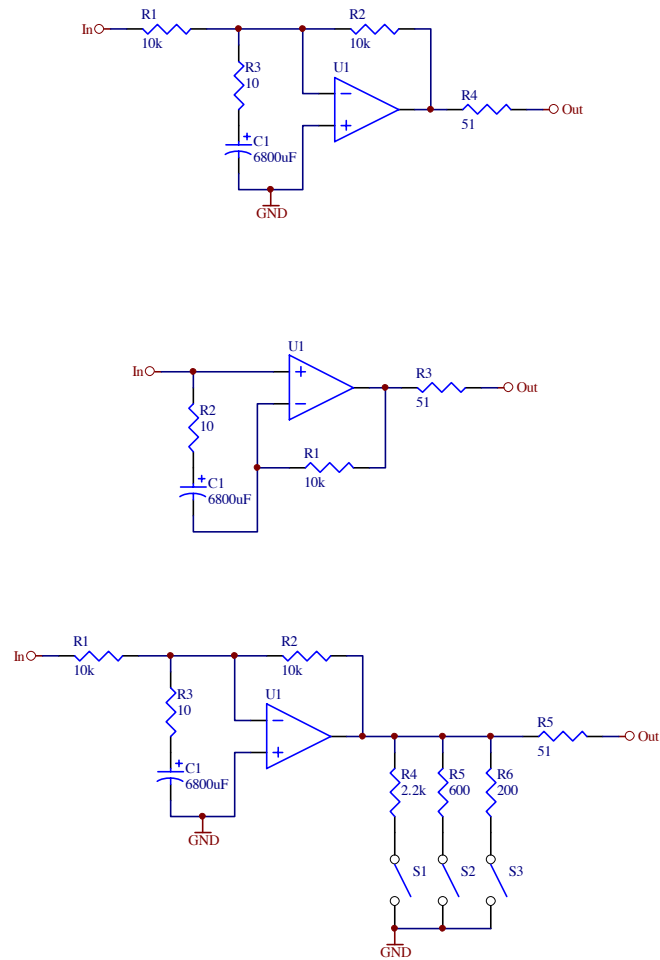 R1
R2
In
10k
10k
R3
10
U1
R4
Out
51
C1
6800uF
GND
U1
In
R3
Out
51
R2
10
R1
10k
C1
6800uF
R1
R2
In
10k
10k
R3
10
U1
R5
Out
51
C1
6800uF
R4
2.2k
R5
600
R6
200
GND
S1
S2
S3
GND